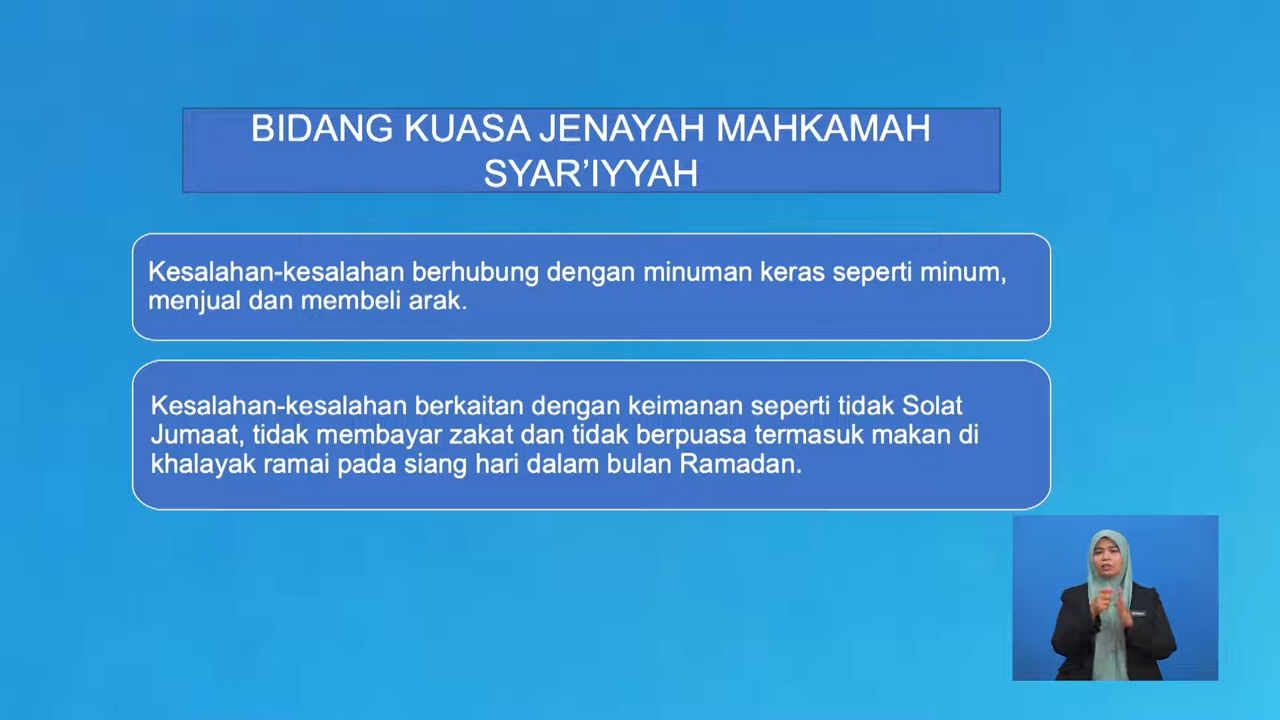 BIDANG KUASA JENAYAH MAHKAMAH
SYAR’IYYAH
Kesalahan-kesalahan berhubung dengan minuman keras seperti minum,
menjual dan membeli arak.
Kesalahan-kesalahan berkaitan dengan keimanan seperti tidak Solat
Jumaat, tidak membayar zakat dan tidak berpuasa termasuk makan di
khalayak ramai pada siang hari dalam bulan Ramadan.